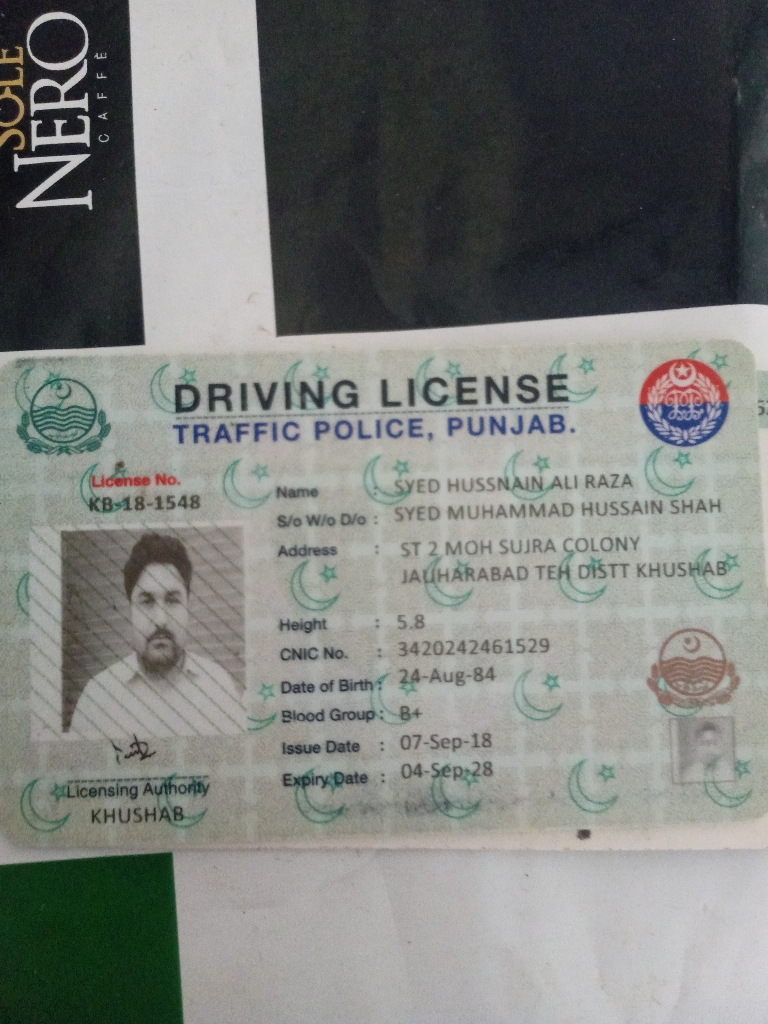 SOLE
NERO
CAFFÈ
DRIVING LICENSE
TRAFFIC POLICE, PUNJAB.
License No.
KB-18-1548
Name : SYED HUSSNAIN ALI RAZA
S/o W/o D/o : SYED MUHAMMAD HUSSAIN SHAH
Address : ST 2 MOH SUJRA COLONY
JAUHARABAD TEH DISTT KHUSHAB
Height : 5.8
CNIC No. : 3420242461529
Date of Birth : 24-Aug-84
Blood Group : B+
Issue Date : 07-Sep-18
Expiry Date : 04-Sep-28
Licensing Authority
KHUSHAB